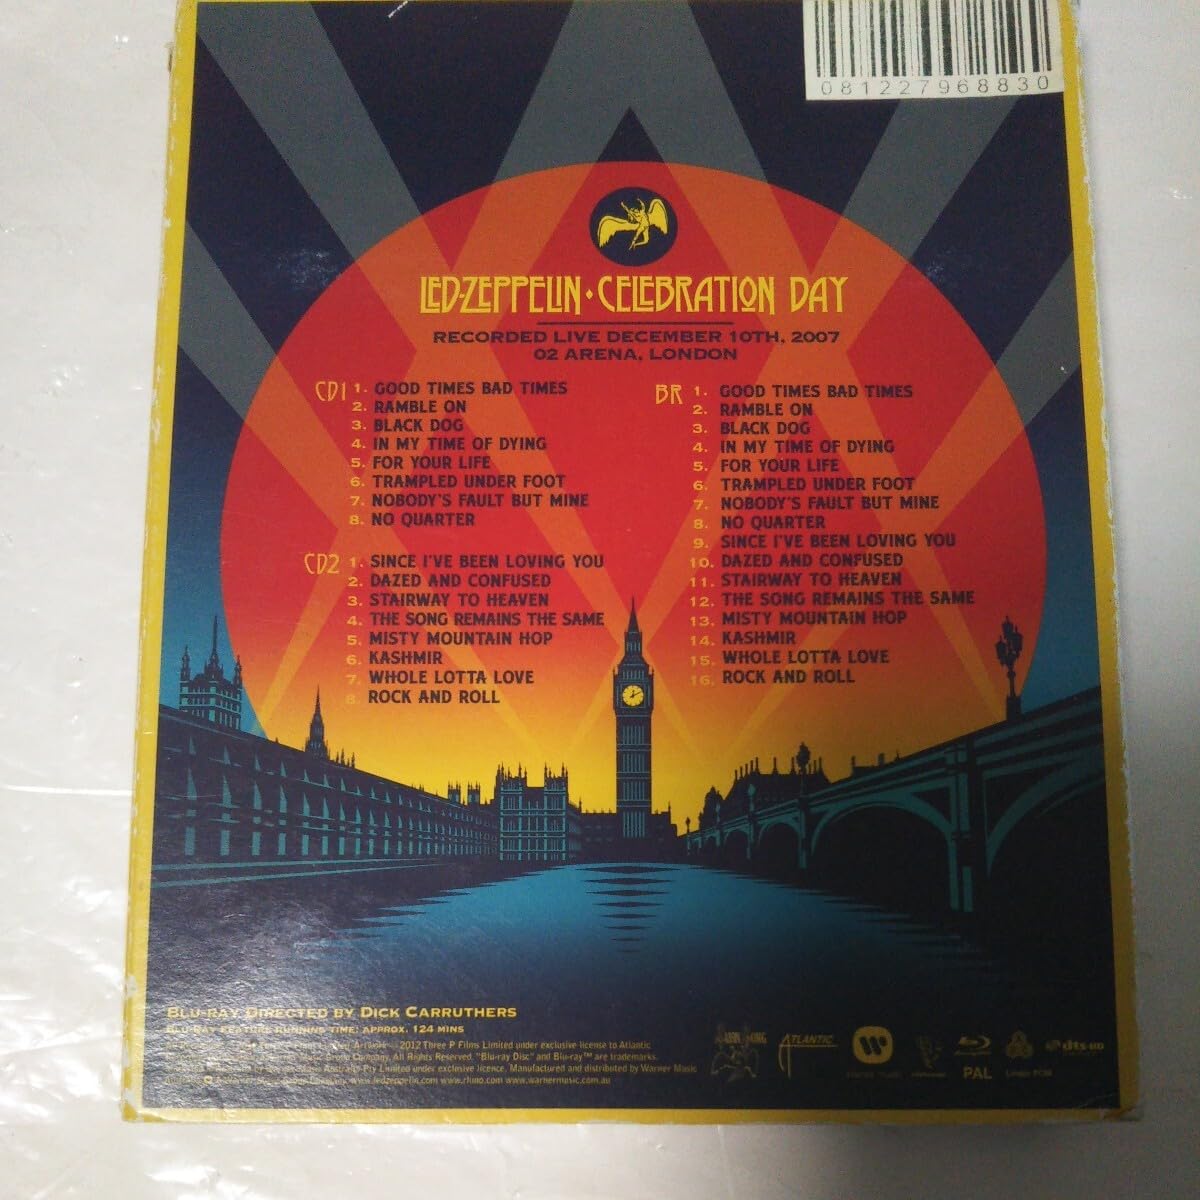 081227968830
LED-ZEPPELIN · CELEBRATION DAY
RECORDED LIVE DECEMBER 10TH, 2007
02 ARENA, LONDON
CD1
1. GOOD TIMES BAD TIMES
2. RAMBLE ON
3. BLACK DOG
4. IN MY TIME OF DYING
5. FOR YOUR LIFE
6. TRAMPLED UNDER FOOT
7. NOBODY'S FAULT BUT MINE
8. NO QUARTER
CD2
1. SINCE I'VE BEEN LOVING YOU
2. DAZED AND CONFUSED
3. STAIRWAY TO HEAVEN
4. THE SONG REMAINS THE SAME
5. MISTY MOUNTAIN HOP
6. KASHMIR
7. WHOLE LOTTA LOVE
8. ROCK AND ROLL
BR
1. GOOD TIMES BAD TIMES
2. RAMBLE ON
3. BLACK DOG
4. IN MY TIME OF DYING
5. FOR YOUR LIFE
6. TRAMPLED UNDER FOOT
7. NOBODY'S FAULT BUT MINE
8. NO QUARTER
9. SINCE I'VE BEEN LOVING YOU
10. DAZED AND CONFUSED
11. STAIRWAY TO HEAVEN
12. THE SONG REMAINS THE SAME
13. MISTY MOUNTAIN HOP
14. KASHMIR
15. WHOLE LOTTA LOVE
16. ROCK AND ROLL
BLU-RAY DIRECTED BY DICK CARRUTHERS
BLU-RAY FEATURE RUNNING TIME: APPROX. 124 MINS
2012 Three P Films Limited under exclusive license to Atlantic
Music Group Company. All Rights Reserved. "Blu-ray Disc" and Blu-ray™ are trademarks.
Music Australia Pty Limited under exclusive licence. Manufactured and distributed by Warner Music
www.ledzeppelin.com www.rhino.com www.warnermusic.com.au
SWAN SONG
ATLANTIC
PAL
dts-HD